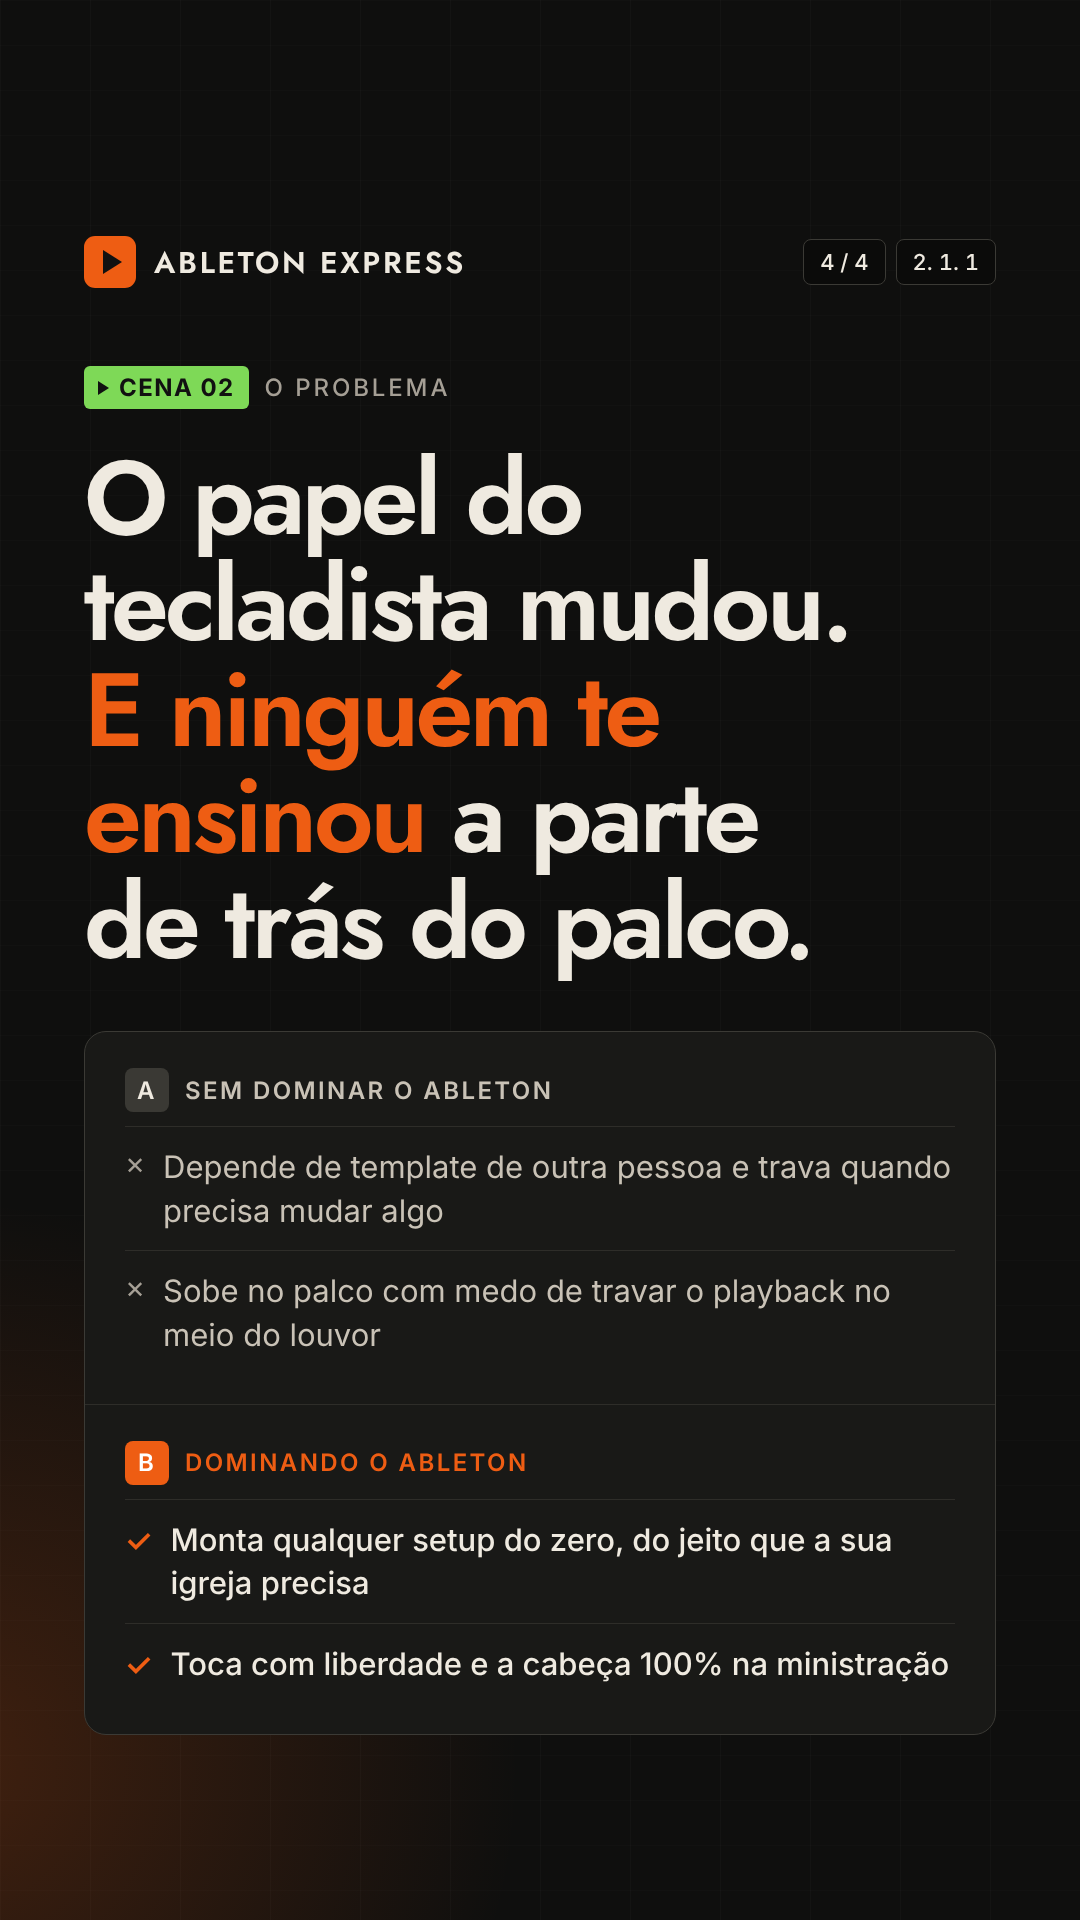 ABLETON EXPRESS
4 / 4
2. 1. 1
CENA 02
O PROBLEMA
O papel do
tecladista mudou.
E ninguém te
ensinou a parte
de trás do palco.
A
SEM DOMINAR O ABLETON
Depende de template de outra pessoa e trava quando
precisa mudar algo
Sobe no palco com medo de travar o playback no
meio do louvor
B
DOMINANDO O ABLETON
Monta qualquer setup do zero, do jeito que a sua
igreja precisa
Toca com liberdade e a cabeça 100% na ministração